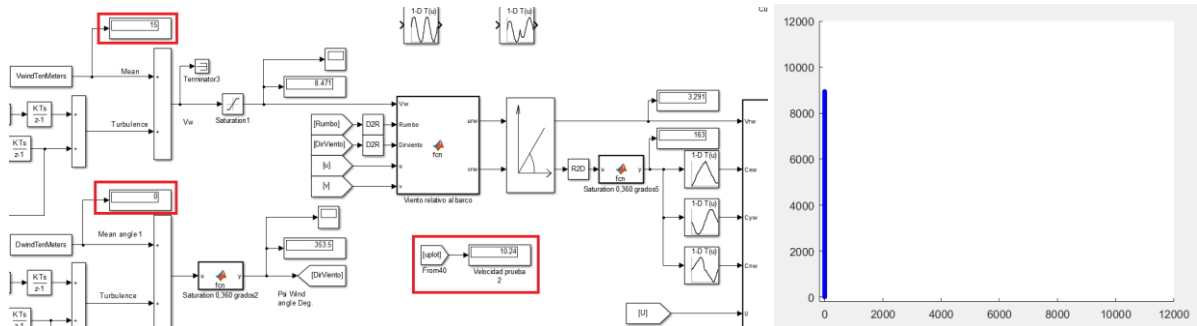 1-D T(u)
1-D T(u)
Cu
15
VwindTenMeters
Mean
Terminator3
8.471
KTs
z-1
KTs
z-1
Turbulence
Vw
Saturation1
[Rumbo]
D2R
[DirViento]
D2R
[u]
[v]
Vw
Rumbo
Dirviento
u
v
fcn
urw
vrw
Viento relativo al barco
R2D
u
fcn
y
Saturation 0,360 grados5
3.291
Vrw
163
1-D T(u)
Cxw
1-D T(u)
Cyw
1-D T(u)
Cnw
0
DwindTenMeters
Mean angle1
KTs
z-1
KTs
z-1
Turbulence
u
fcn
y
Saturation 0,360 grados2
353.5
[DirViento]
Psi Wind
angle Deg.
[uplot]
From40
10.24
Velocidad prueba
2
[U]
U
12000
10000
8000
6000
4000
2000
0
0
2000
4000
6000
8000
10000
12000